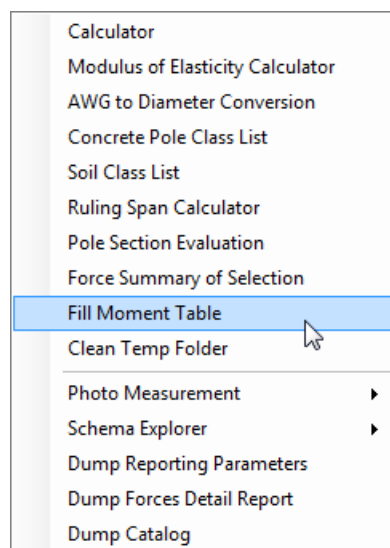 Calculator
Modulus of Elasticity Calculator
AWG to Diameter Conversion
Concrete Pole Class List
Soil Class List
Ruling Span Calculator
Pole Section Evaluation
Force Summary of Selection
Fill Moment Table
Clean Temp Folder
Photo Measurement
Schema Explorer
Dump Reporting Parameters
Dump Forces Detail Report
Dump Catalog